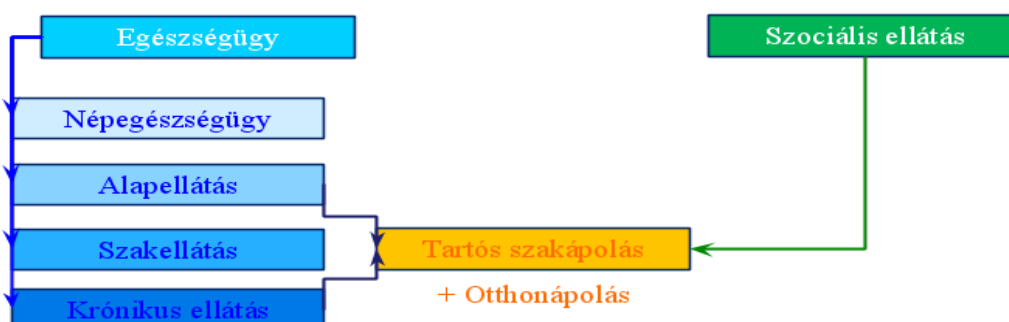 Egészségügy
Szociális ellátás
Népegészségügy
Alapellátás
Szakellátás
Tartós szakápolás
+ Otthonápolás
Krónikus ellátás